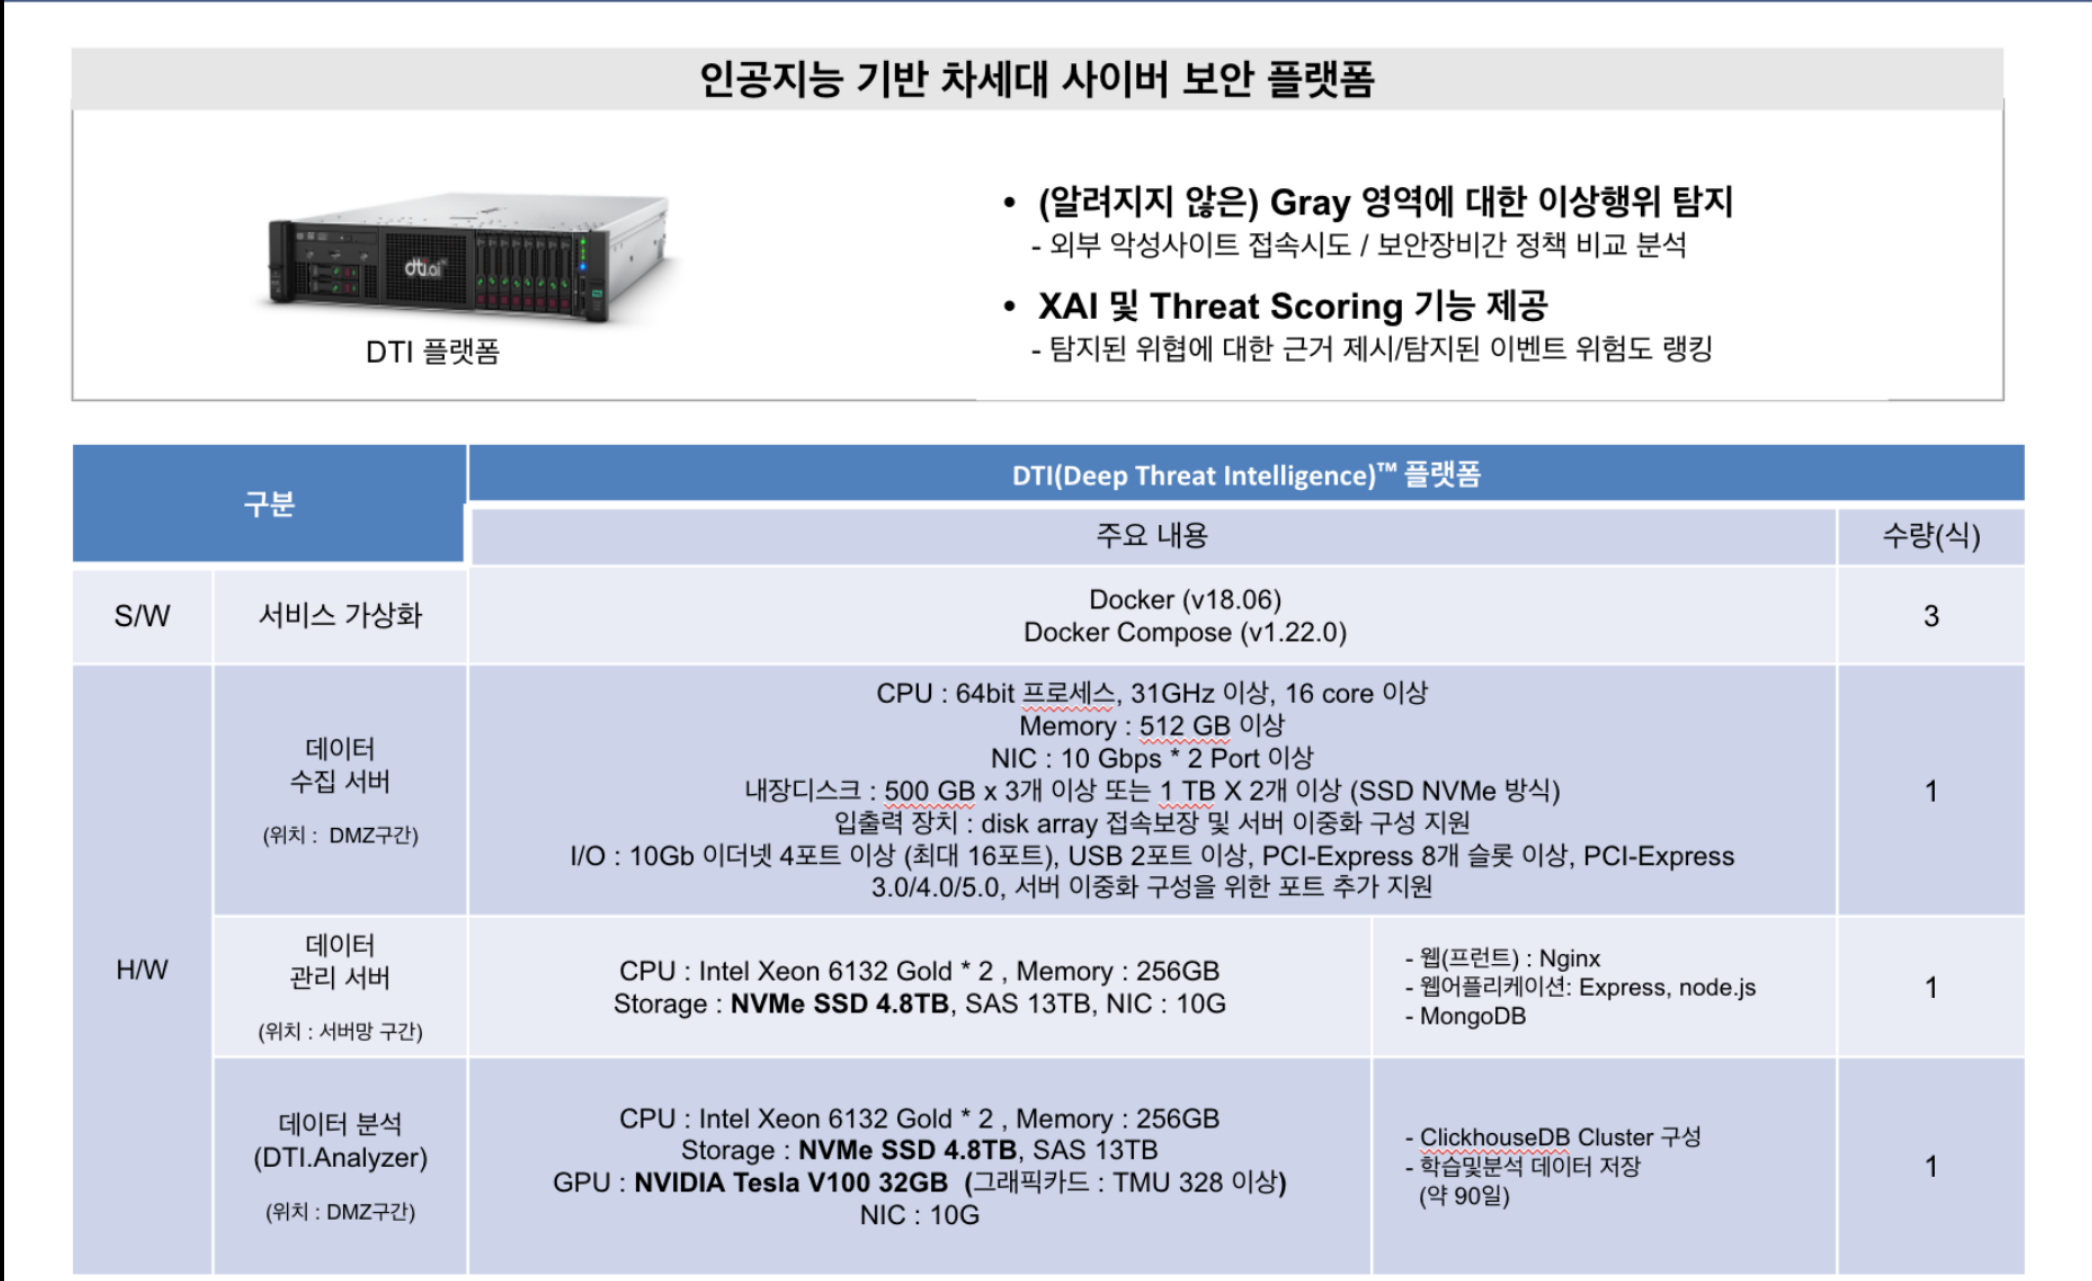 인공지능 기반 차세대 사이버 보안 플랫폼
dti.ai
DTI 플랫폼
• (알려지지 않은) Gray 영역에 대한 이상행위 탐지
- 외부 악성사이트 접속시도 / 보안장비간 정책 비교 분석
• XAI 및 Threat Scoring 기능 제공
- 탐지된 위협에 대한 근거 제시/탐지된 이벤트 위험도 랭킹
구분
DTI(Deep Threat Intelligence)™ 플랫폼
주요 내용
수량(식)
S/W
서비스 가상화
Docker (v18.06)
Docker Compose (v1.22.0)
3
H/W
데이터
수집 서버
(위치 : DMZ구간)
CPU : 64bit 프로세스, 31GHz 이상, 16 core 이상
Memory : 512 GB 이상
NIC : 10 Gbps * 2 Port 이상
내장디스크 : 500 GB x 3개 이상 또는 1 TB X 2개 이상 (SSD NVMe 방식)
입출력 장치 : disk array 접속보장 및 서버 이중화 구성 지원
I/O : 10Gb 이더넷 4포트 이상 (최대 16포트), USB 2포트 이상, PCI-Express 8개 슬롯 이상, PCI-Express
3.0/4.0/5.0, 서버 이중화 구성을 위한 포트 추가 지원
1
데이터
관리 서버
(위치 : 서버망 구간)
CPU : Intel Xeon 6132 Gold * 2 , Memory : 256GB
Storage : NVMe SSD 4.8TB, SAS 13TB, NIC : 10G
- 웹(프런트) : Nginx
- 웹어플리케이션: Express, node.js
- MongoDB
1
데이터 분석
(DTI.Analyzer)
(위치 : DMZ구간)
CPU : Intel Xeon 6132 Gold * 2 , Memory : 256GB
Storage : NVMe SSD 4.8TB, SAS 13TB
GPU : NVIDIA Tesla V100 32GB (그래픽카드 : TMU 328 이상)
NIC : 10G
- ClickhouseDB Cluster 구성
- 학습및분석 데이터 저장
(약 90일)
1